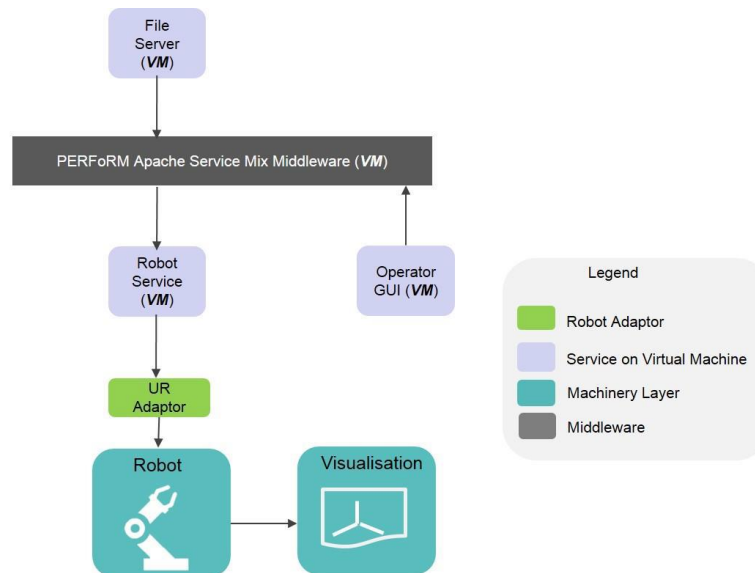 File
Server
(VM)
PERFoRM Apache Service Mix Middleware (VM)
Robot
Service
(VM)
Operator
GUI (VM)
Legend
Robot Adaptor
Service on Virtual Machine
Machinery Layer
Middleware
UR
Adaptor
Robot
Visualisation